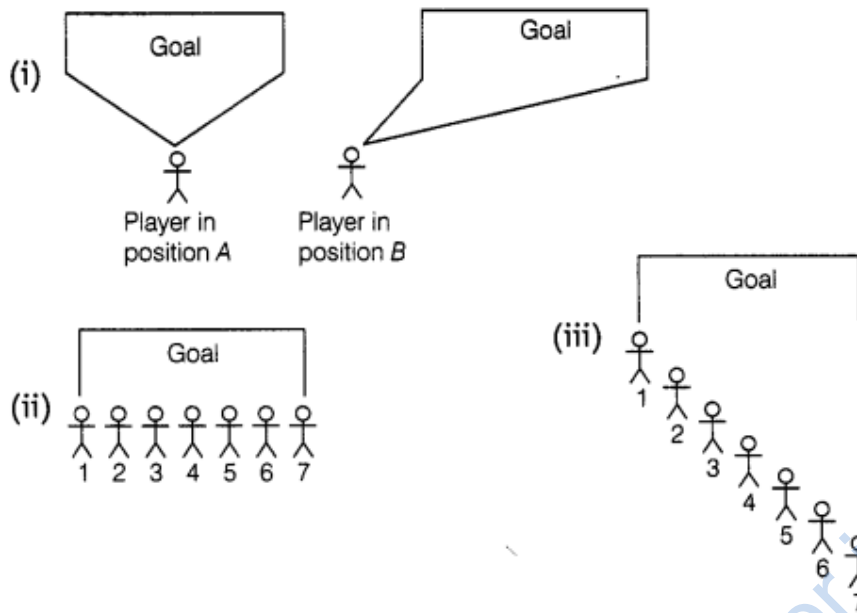 (i)
Goal
Goal
Player in
position A
Player in
position B
(ii)
Goal
1 2 3 4 5 6 7
(iii)
Goal
1
2
3
4
5
6